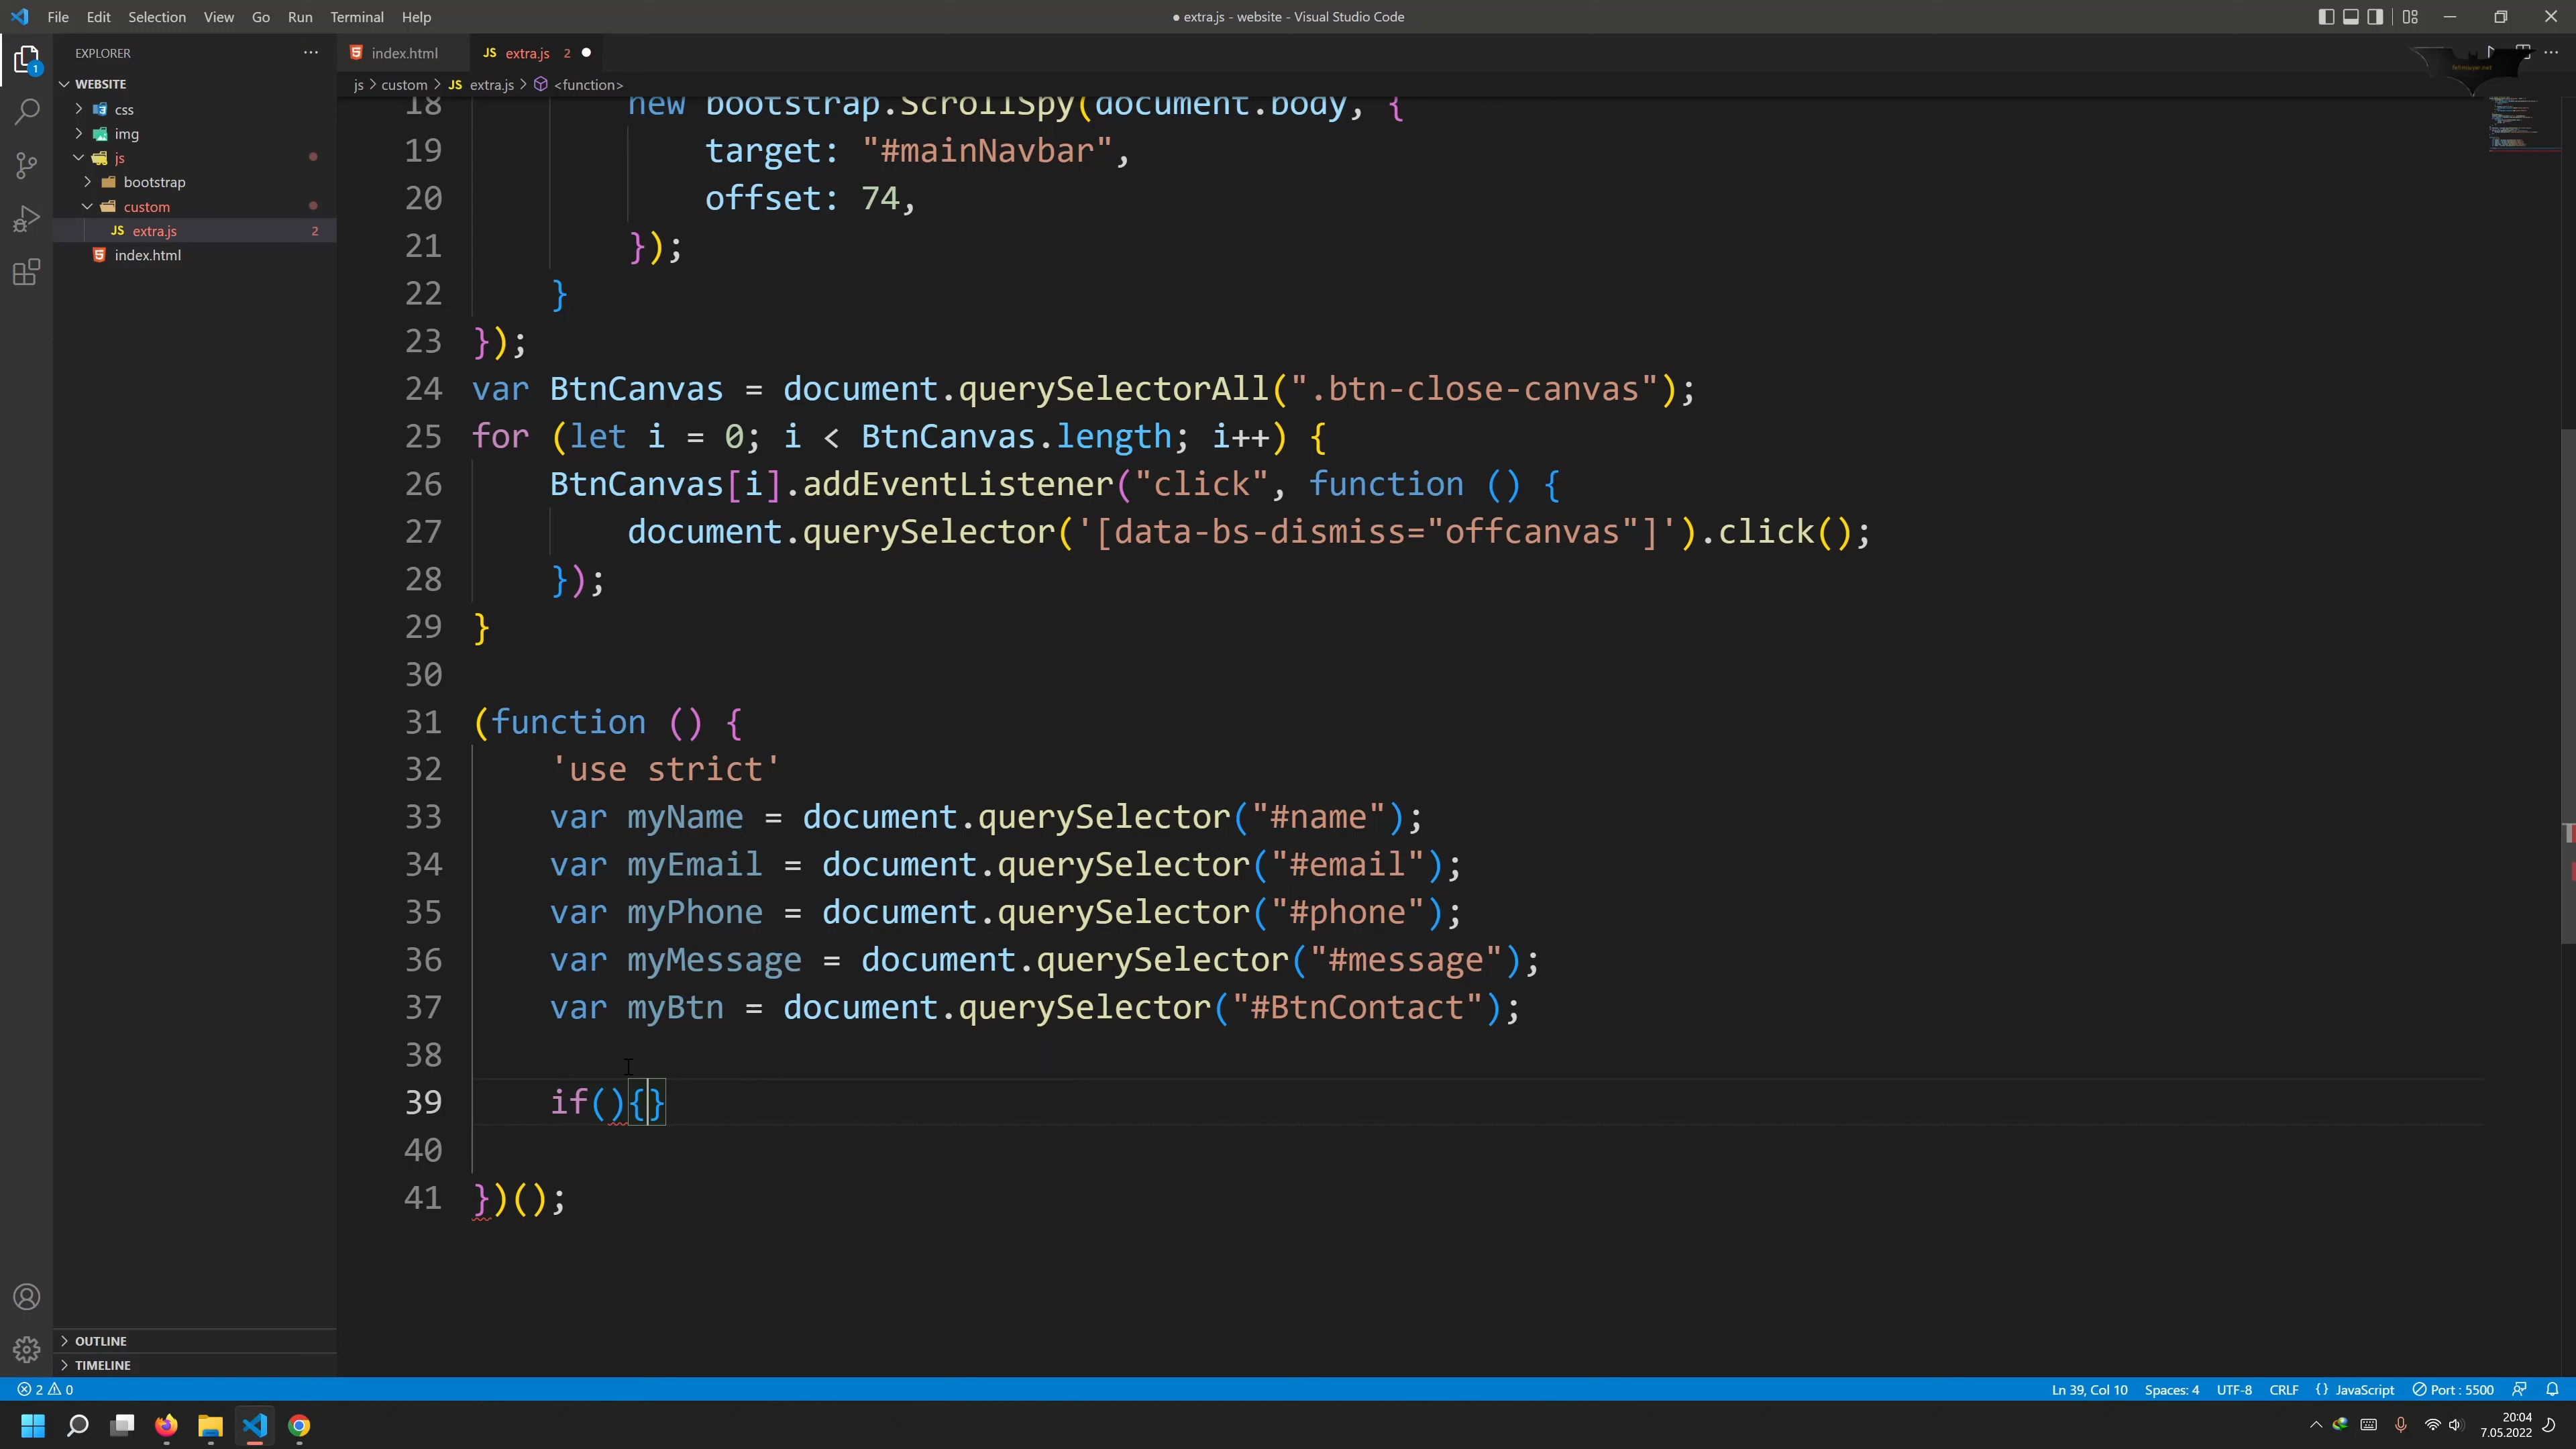 File Edit Selection View Go Run Terminal Help
● extra.js - website - Visual Studio Code
EXPLORER
WEBSITE
css
img
js
bootstrap
custom
JS extra.js 2
index.html
OUTLINE
TIMELINE
1
index.html
JS extra.js 2
js > custom > JS extra.js > <function>
18 new bootstrap.ScrollSpy(document.body, {
19 target: "#mainNavbar",
20 offset: 74,
21 });
22 }
23 });
24 var BtnCanvas = document.querySelectorAll(".btn-close-canvas");
25 for (let i = 0; i < BtnCanvas.length; i++) {
26 BtnCanvas[i].addEventListener("click", function () {
27 document.querySelector('[data-bs-dismiss="offcanvas"]').click();
28 });
29 }
30
31 (function () {
32 'use strict'
33 var myName = document.querySelector("#name");
34 var myEmail = document.querySelector("#email");
35 var myPhone = document.querySelector("#phone");
36 var myMessage = document.querySelector("#message");
37 var myBtn = document.querySelector("#BtnContact");
38
39 if(){}
40
41 })();
2 0
Ln 39, Col 10 Spaces: 4 UTF-8 CRLF {} JavaScript Port : 5500
20:04
7.05.2022